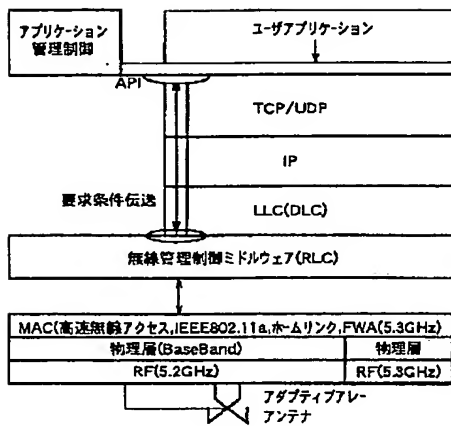 アプリケーション
管理制御
ユーザアプリケーション
API
TCP/UDP
IP
要求条件伝送
LLC(DLC)
無線管理制御ミドルウェア(RLC)
MAC(高速無線アクセス,IEEE802.11a,ホームリンク,FWA(5.3GHz)
物理層(BaseBand)
物理層
RF(5.2GHz)
RF(5.3GHz)
アダプティブアレー
アンテナ